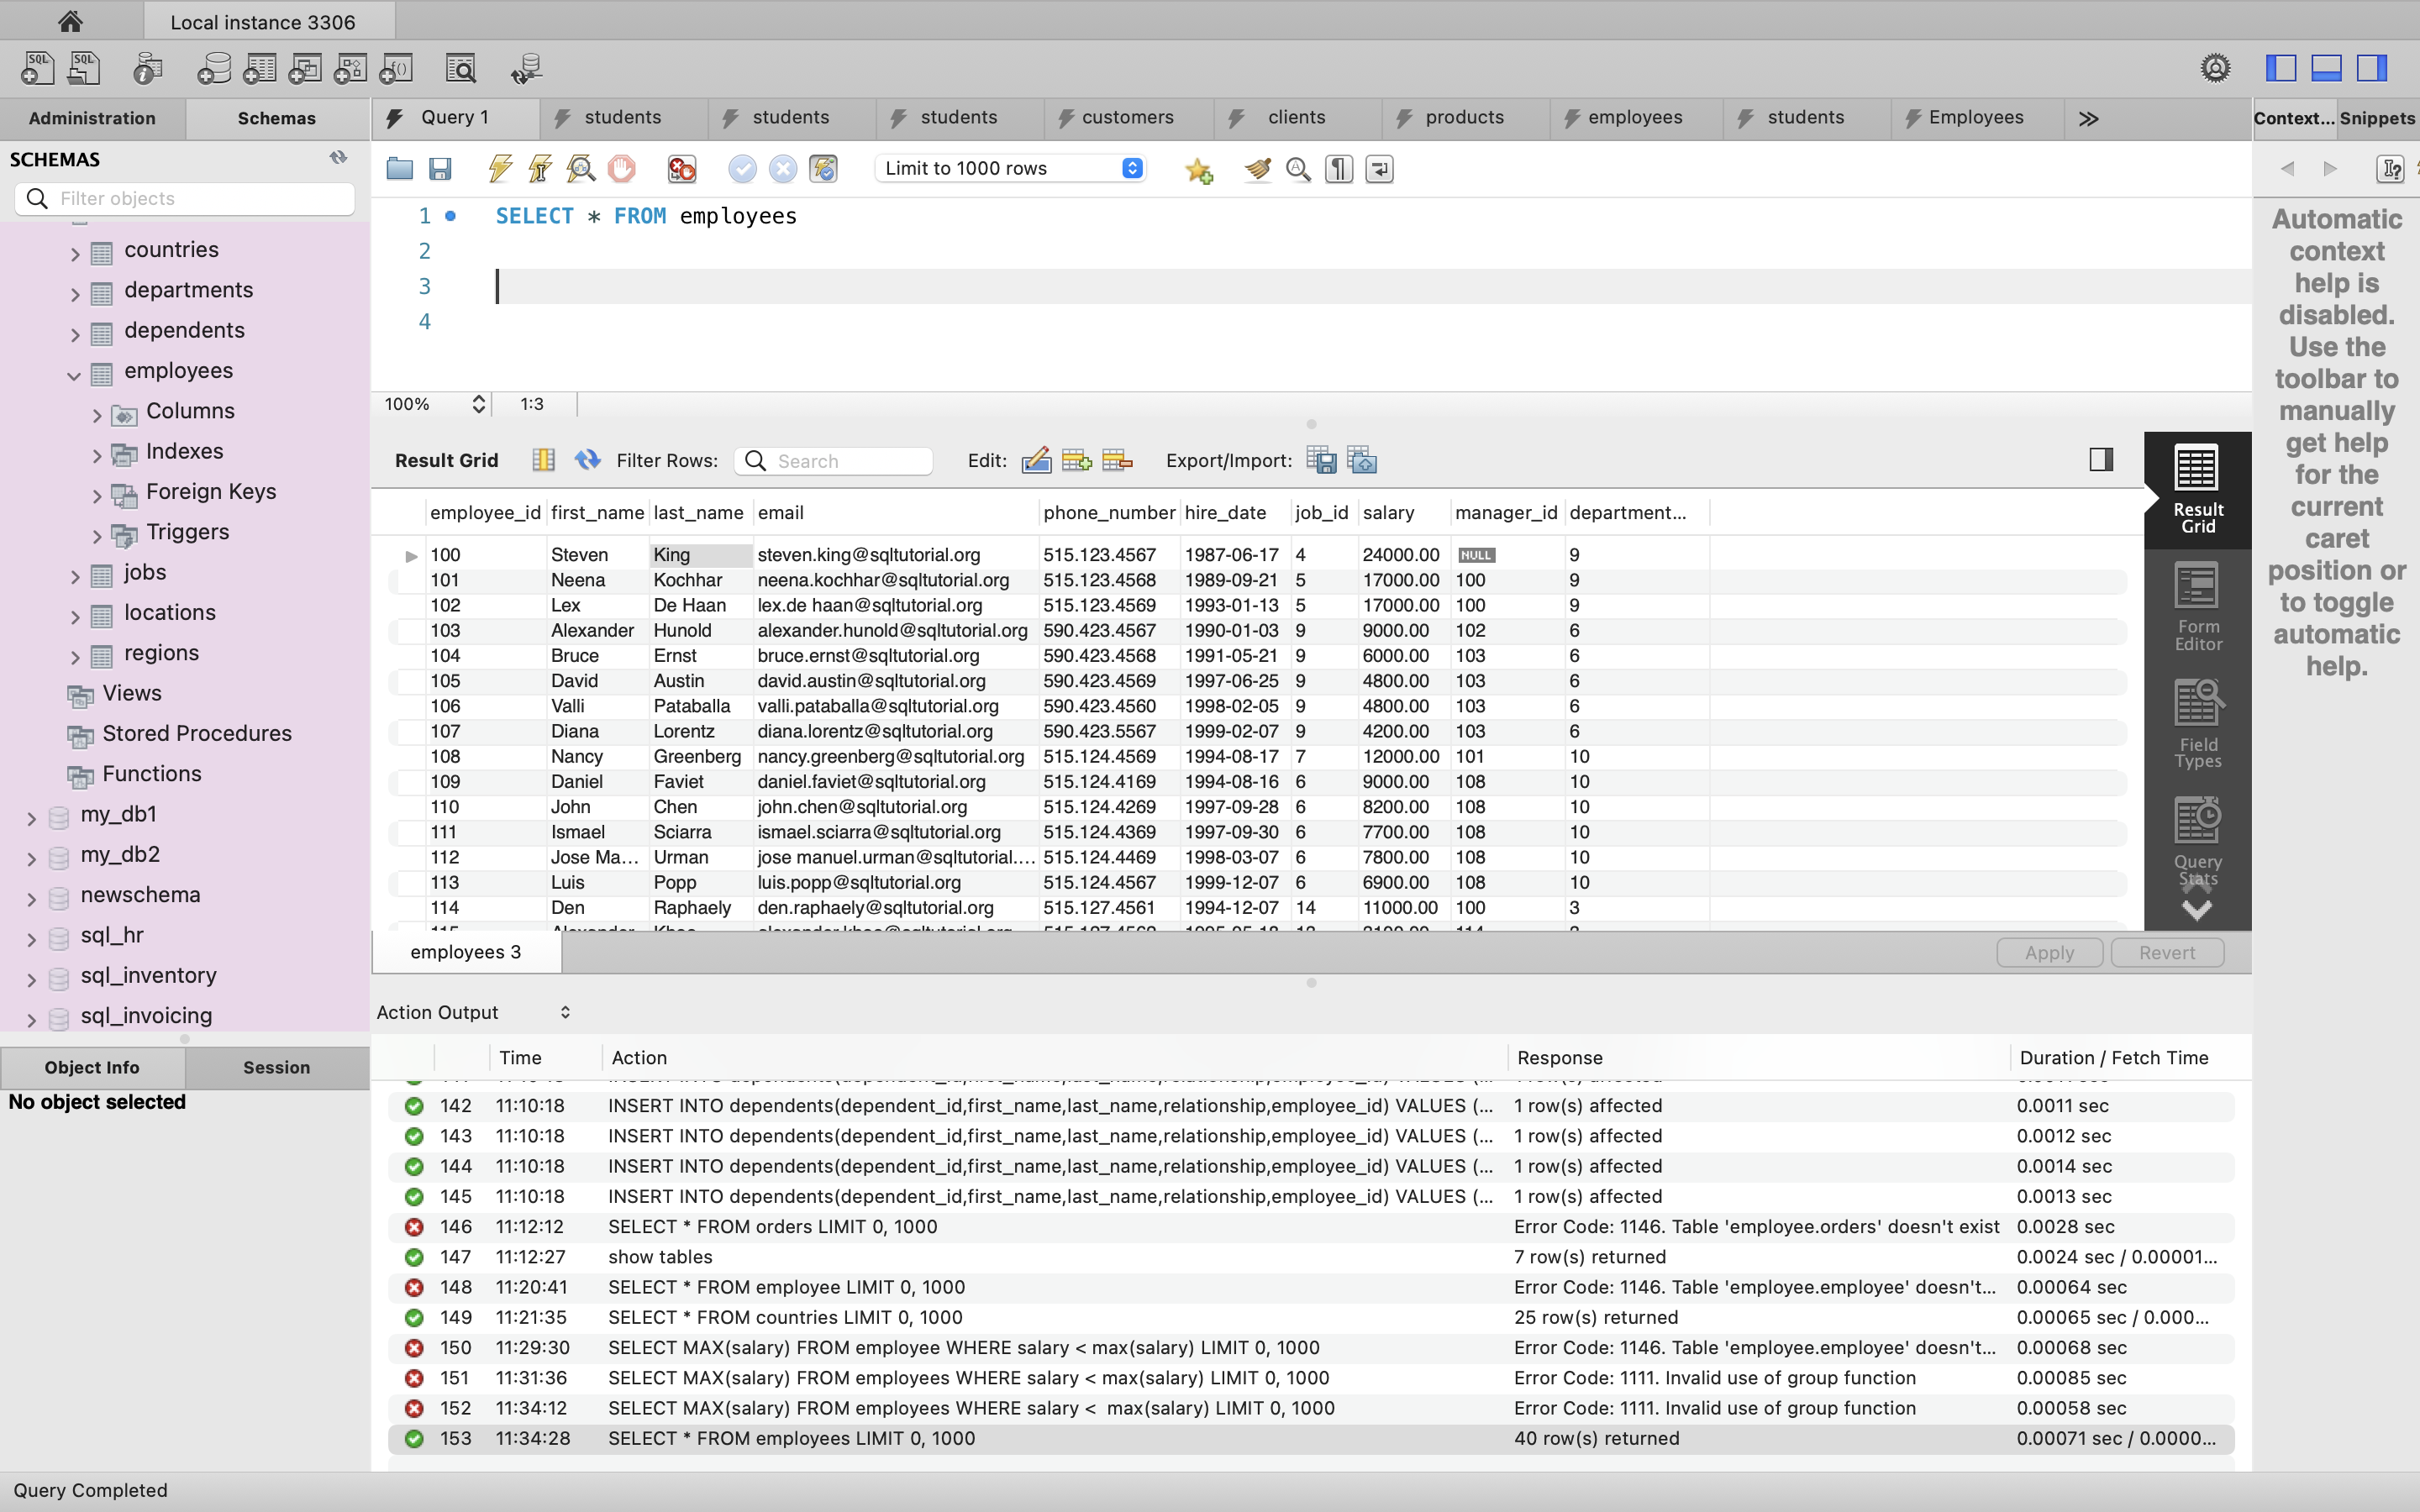 Local instance 3306
SQL SQL
Administration Schemas
SCHEMAS
Filter objects
countries
departments
dependents
employees
Columns
Indexes
Foreign Keys
Triggers
jobs
locations
regions
Views
Stored Procedures
Functions
my_db1
my_db2
newschema
sql_hr
sql_inventory
sql_invoicing
Object Info Session
No object selected
Query 1 students students students customers clients products employees students Employees
Limit to 1000 rows
1 SELECT * FROM employees
2
3
4
100% 1:3
Result Grid Filter Rows: Search Edit: Export/Import:
employee_id first_name last_name email phone_number hire_date job_id salary manager_id department...
100 Steven King steven.king@sqltutorial.org 515.123.4567 1987-06-17 4 24000.00 NULL 9
101 Neena Kochhar neena.kochhar@sqltutorial.org 515.123.4568 1989-09-21 5 17000.00 100 9
102 Lex De Haan lex.de haan@sqltutorial.org 515.123.4569 1993-01-13 5 17000.00 100 9
103 Alexander Hunold alexander.hunold@sqltutorial.org 590.423.4567 1990-01-03 9 9000.00 102 6
104 Bruce Ernst bruce.ernst@sqltutorial.org 590.423.4568 1991-05-21 9 6000.00 103 6
105 David Austin david.austin@sqltutorial.org 590.423.4569 1997-06-25 9 4800.00 103 6
106 Valli Pataballa valli.pataballa@sqltutorial.org 590.423.4560 1998-02-05 9 4800.00 103 6
107 Diana Lorentz diana.lorentz@sqltutorial.org 590.423.5567 1999-02-07 9 4200.00 103 6
108 Nancy Greenberg nancy.greenberg@sqltutorial.org 515.124.4569 1994-08-17 7 12000.00 101 10
109 Daniel Faviet daniel.faviet@sqltutorial.org 515.124.4169 1994-08-16 6 9000.00 108 10
110 John Chen john.chen@sqltutorial.org 515.124.4269 1997-09-28 6 8200.00 108 10
111 Ismael Sciarra ismael.sciarra@sqltutorial.org 515.124.4369 1997-09-30 6 7700.00 108 10
112 Jose Ma... Urman jose manuel.urman@sqltutorial.... 515.124.4469 1998-03-07 6 7800.00 108 10
113 Luis Popp luis.popp@sqltutorial.org 515.124.4567 1999-12-07 6 6900.00 108 10
114 Den Raphaely den.raphaely@sqltutorial.org 515.127.4561 1994-12-07 14 11000.00 100 3
employees 3
Apply Revert
Result
Grid
Form
Editor
Field
Types
Query
Stats
Action Output
Time Action Response Duration / Fetch Time
142 11:10:18 INSERT INTO dependents(dependent_id,first_name,last_name,relationship,employee_id) VALUES (... 1 row(s) affected 0.0011 sec
143 11:10:18 INSERT INTO dependents(dependent_id,first_name,last_name,relationship,employee_id) VALUES (... 1 row(s) affected 0.0012 sec
144 11:10:18 INSERT INTO dependents(dependent_id,first_name,last_name,relationship,employee_id) VALUES (... 1 row(s) affected 0.0014 sec
145 11:10:18 INSERT INTO dependents(dependent_id,first_name,last_name,relationship,employee_id) VALUES (... 1 row(s) affected 0.0013 sec
146 11:12:12 SELECT * FROM orders LIMIT 0, 1000 Error Code: 1146. Table 'employee.orders' doesn't exist 0.0028 sec
147 11:12:27 show tables 7 row(s) returned 0.0024 sec / 0.00001...
148 11:20:41 SELECT * FROM employee LIMIT 0, 1000 Error Code: 1146. Table 'employee.employee' doesn't... 0.00064 sec
149 11:21:35 SELECT * FROM countries LIMIT 0, 1000 25 row(s) returned 0.00065 sec / 0.000...
150 11:29:30 SELECT MAX(salary) FROM employee WHERE salary < max(salary) LIMIT 0, 1000 Error Code: 1146. Table 'employee.employee' doesn't... 0.00068 sec
151 11:31:36 SELECT MAX(salary) FROM employees WHERE salary < max(salary) LIMIT 0, 1000 Error Code: 1111. Invalid use of group function 0.00085 sec
152 11:34:12 SELECT MAX(salary) FROM employees WHERE salary <  max(salary) LIMIT 0, 1000 Error Code: 1111. Invalid use of group function 0.00058 sec
153 11:34:28 SELECT * FROM employees LIMIT 0, 1000 40 row(s) returned 0.00071 sec / 0.0000...
Context... Snippets
Automatic
context
help is
disabled.
Use the
toolbar to
manually
get help
for the
current
caret
position or
to toggle
automatic
help.
Query Completed